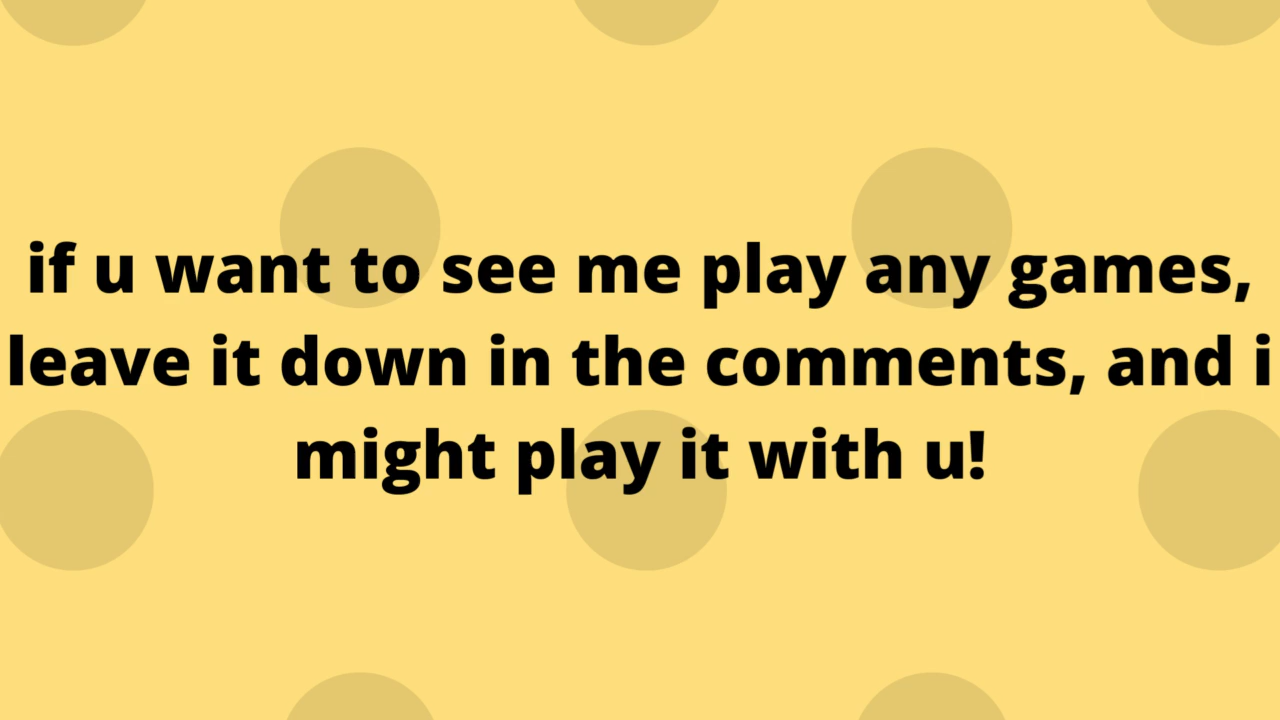 if u want to see me play any games,
leave it down in the comments, and i
might play it with u!